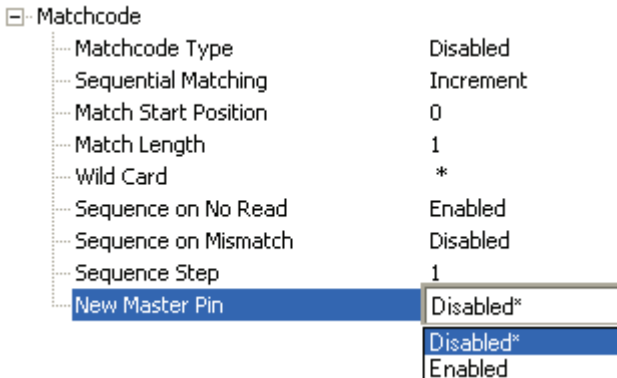 Matchcode
Matchcode Type Disabled
Sequential Matching Increment
Match Start Position 0
Match Length 1
Wild Card *
Sequence on No Read Enabled
Sequence on Mismatch Disabled
Sequence Step 1
New Master Pin Disabled*
Disabled*
Enabled